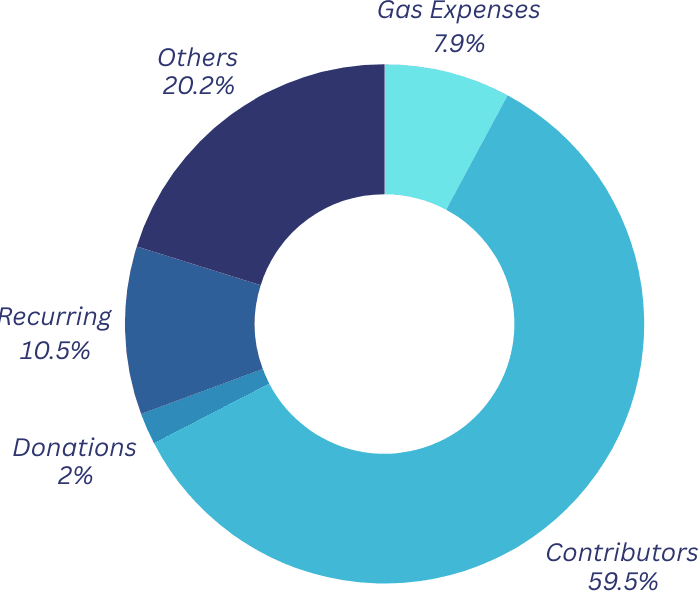 Gas Expenses
7.9%
Others
20.2%
Recurring
10.5%
Donations
2%
Contributors
59.5%